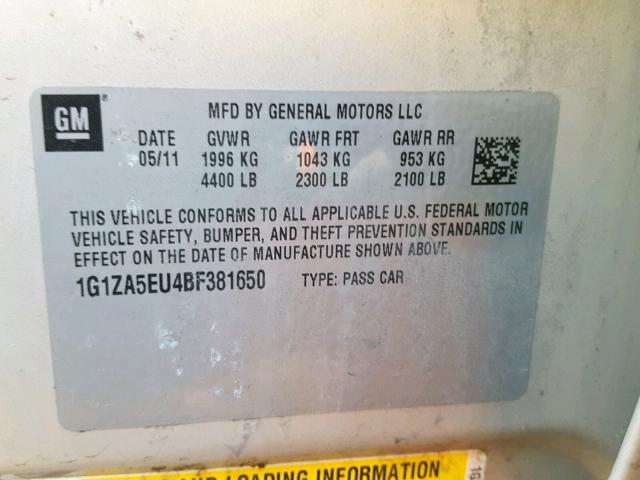 GM ®
MFD BY GENERAL MOTORS LLC
DATE GVWR GAWR FRT GAWR RR
05/11 1996 KG 1043 KG 953 KG
4400 LB 2300 LB 2100 LB
THIS VEHICLE CONFORMS TO ALL APPLICABLE U.S. FEDERAL MOTOR
VEHICLE SAFETY, BUMPER, AND THEFT PREVENTION STANDARDS IN
EFFECT ON THE DATE OF MANUFACTURE SHOWN ABOVE.
1G1ZA5EU4BF381650 TYPE: PASS CAR
AND LOADING INFORMATION